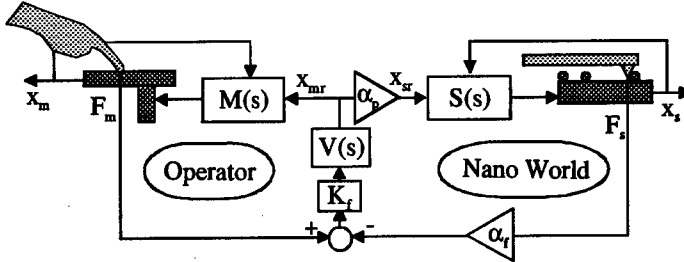 x_m
F_m
M(s)
x_mr
α_p
x_sr
S(s)
F_s
x_s
V(s)
Operator
Nano World
K_f
+
-
α_f